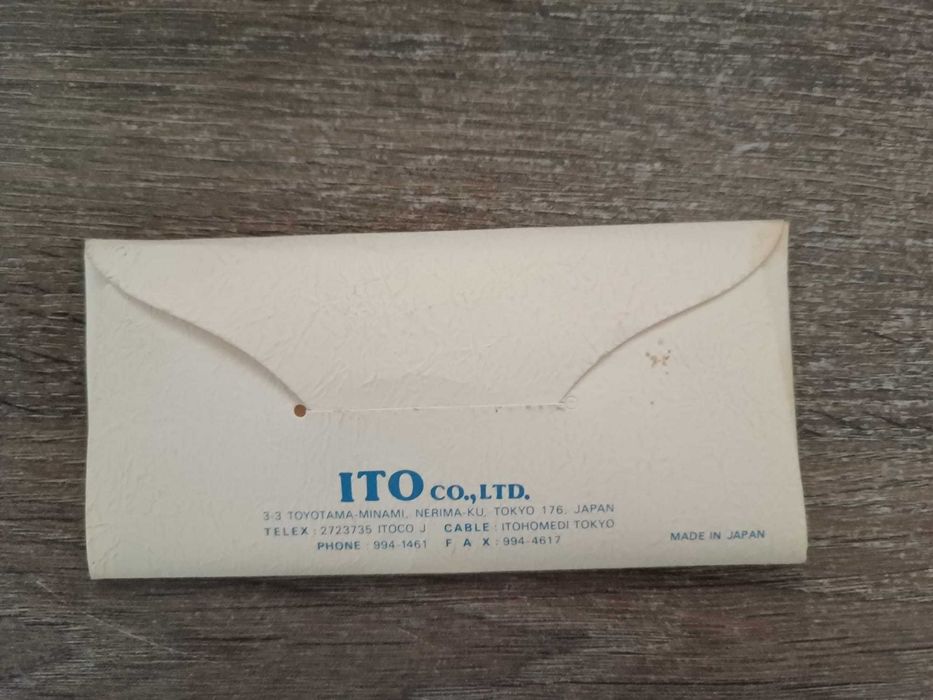 ITO CO.,LTD.
3-3 TOYOTAMA-MINAMI, NERIMA-KU, TOKYO 176, JAPAN
TELEX : 2723735 ITOCO J CABLE : ITOHOMEDI TOKYO
PHONE : 994-1461 F A X : 994-4617
MADE IN JAPAN